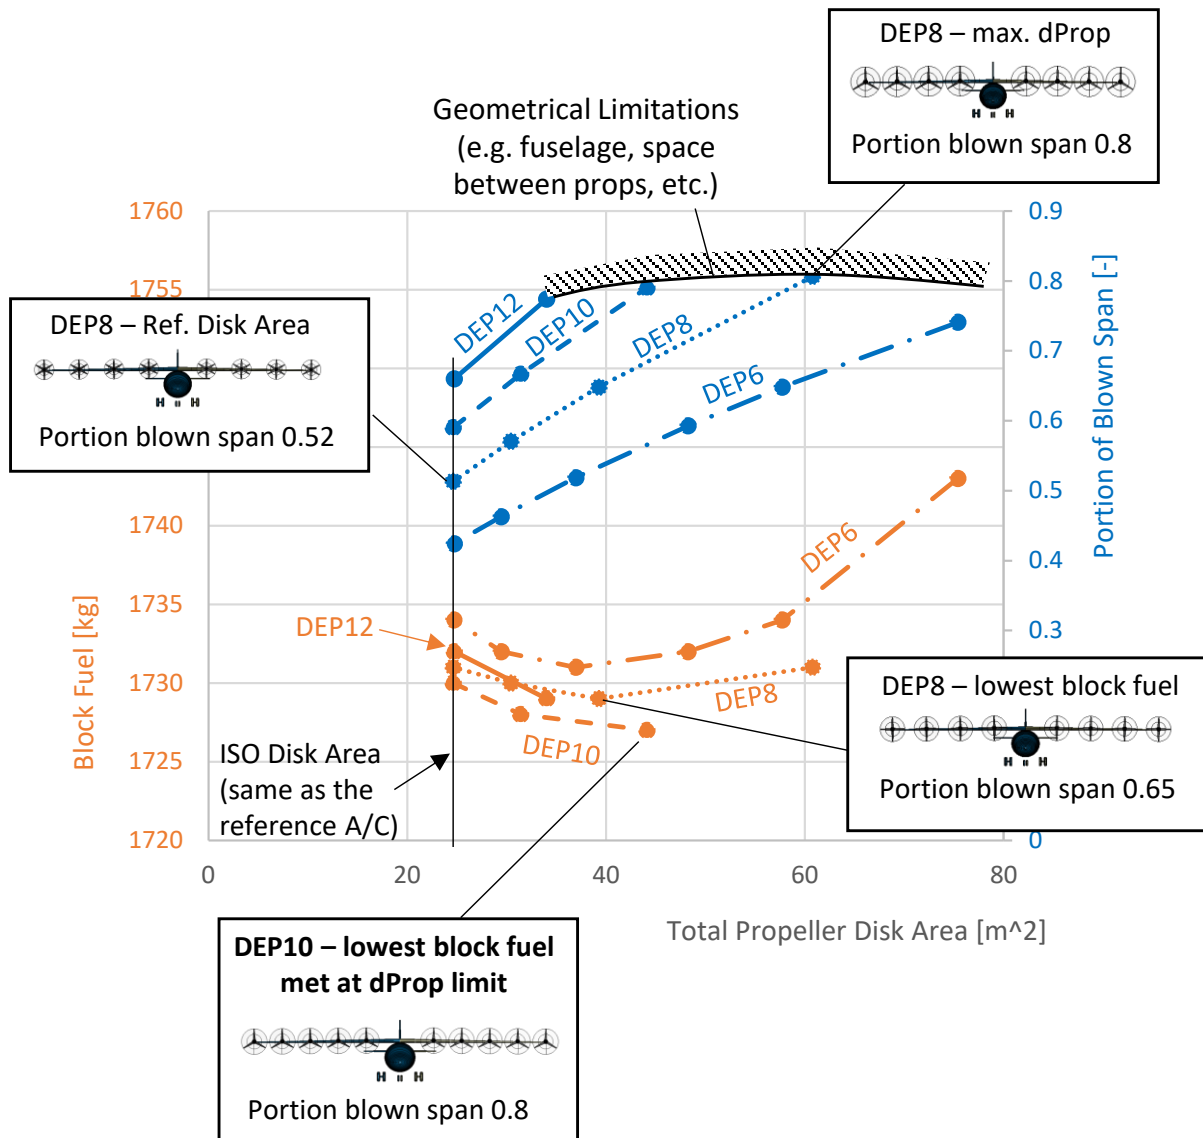 DEP8 – max. dProp
Portion blown span 0.8
Geometrical Limitations
(e.g. fuselage, space
between props, etc.)
DEP8 – Ref. Disk Area
Portion blown span 0.52
1760
1755
1740
1735
1730
1725
1720
Block Fuel [kg]
0.9
0.8
0.7
0.6
0.5
0.4
0.3
0
Portion of Blown Span [-]
DEP12
DEP10
DEP8
DEP6
DEP6
DEP12
DEP8
DEP10
DEP8 – lowest block fuel
Portion blown span 0.65
ISO Disk Area
(same as the
reference A/C)
0
20
40
60
80
Total Propeller Disk Area [m^2]
DEP10 – lowest block fuel
met at dProp limit
Portion blown span 0.8